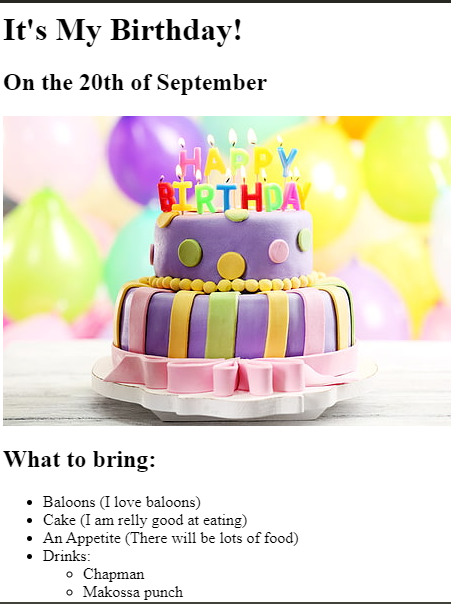 It's My Birthday!
On the 20th of September
HAPPY
BIRTHDAY
What to bring:
Baloons (I love baloons)
Cake (I am relly good at eating)
An Appetite (There will be lots of food)
Drinks:
Chapman
Makossa punch